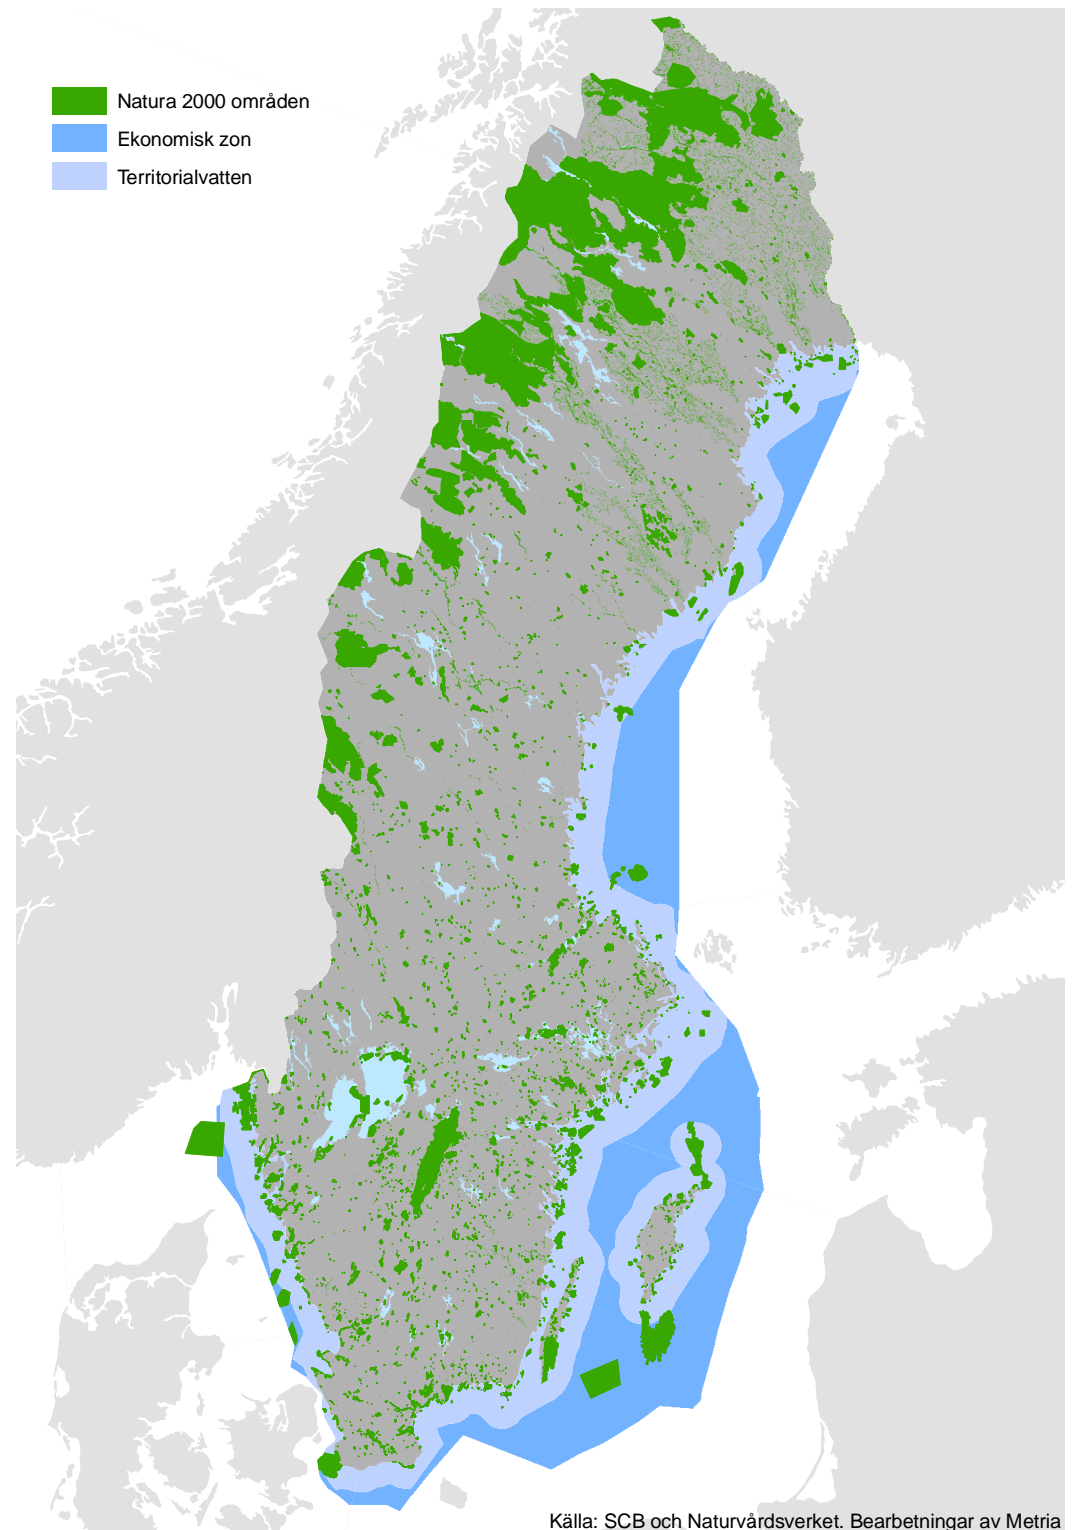 Natura 2000 områden
Ekonomisk zon
Territorialvatten
Källa: SCB och Naturvårdsverket. Bearbetningar av Metria